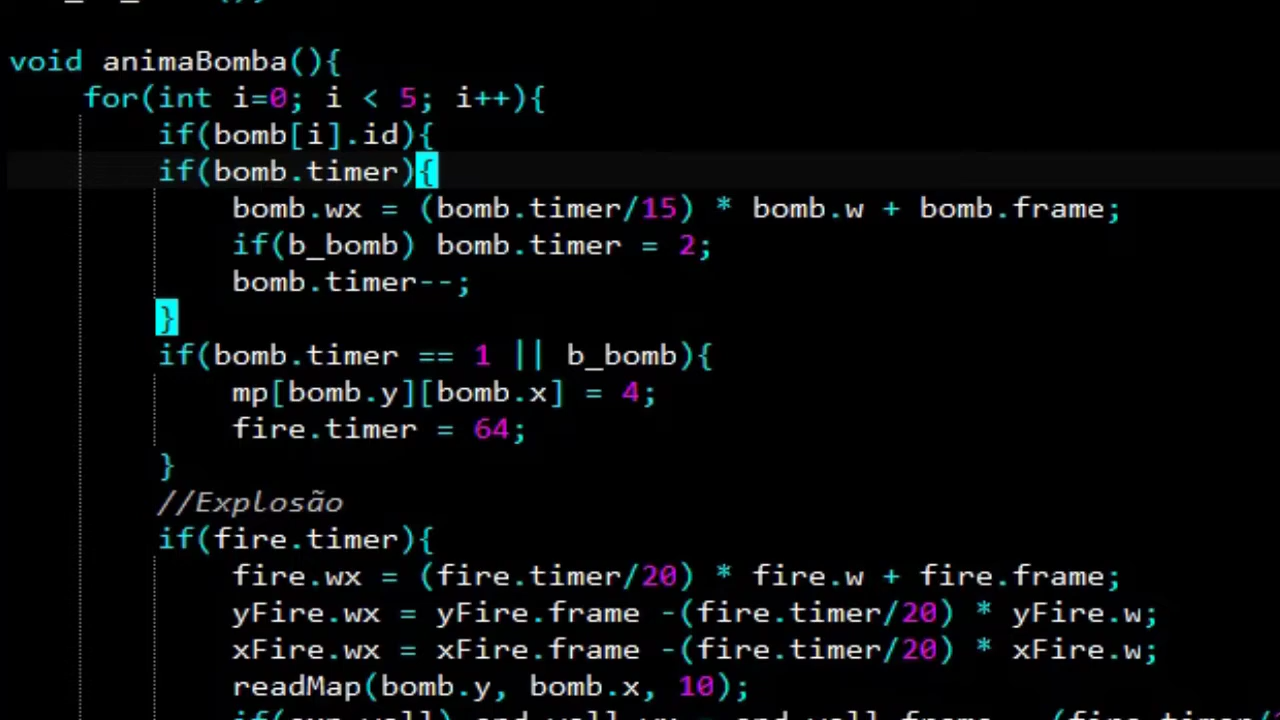 void animaBomba(){
for(int i=0; i < 5; i++){
if(bomb[i].id){
if(bomb.timer){
bomb.wx = (bomb.timer/15) * bomb.w + bomb.frame;
if(b_bomb) bomb.timer = 2;
bomb.timer--;
}
if(bomb.timer == 1 || b_bomb){
mp[bomb.y][bomb.x] = 4;
fire.timer = 64;
}
//Explosão
if(fire.timer){
fire.wx = (fire.timer/20) * fire.w + fire.frame;
yFire.wx = yFire.frame -(fire.timer/20) * yFire.w;
xFire.wx = xFire.frame -(fire.timer/20) * xFire.w;
readMap(bomb.y, bomb.x, 10);